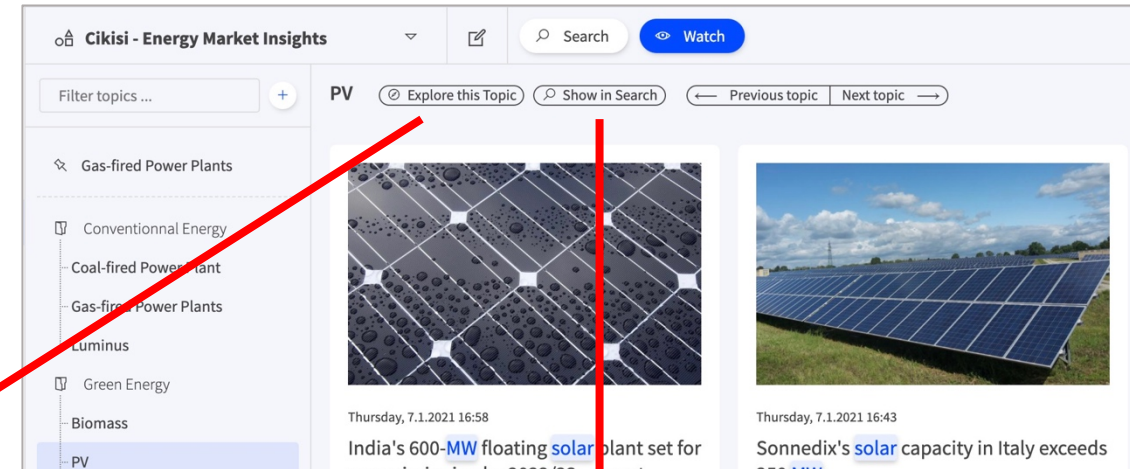 Cikisi - Energy Market Insights
Search
Watch
Filter topics ...
+
PV
Explore this Topic
Show in Search
← Previous topic | Next topic →
Gas-fired Power Plants
Conventionnal Energy
Coal-fired Power Plant
Gas-fired Power Plants
Luminus
Green Energy
Biomass
PV
Thursday, 7.1.2021 16:58
India's 600-MW floating solar plant set for
Thursday, 7.1.2021 16:43
Sonnedix's solar capacity in Italy exceeds
MW